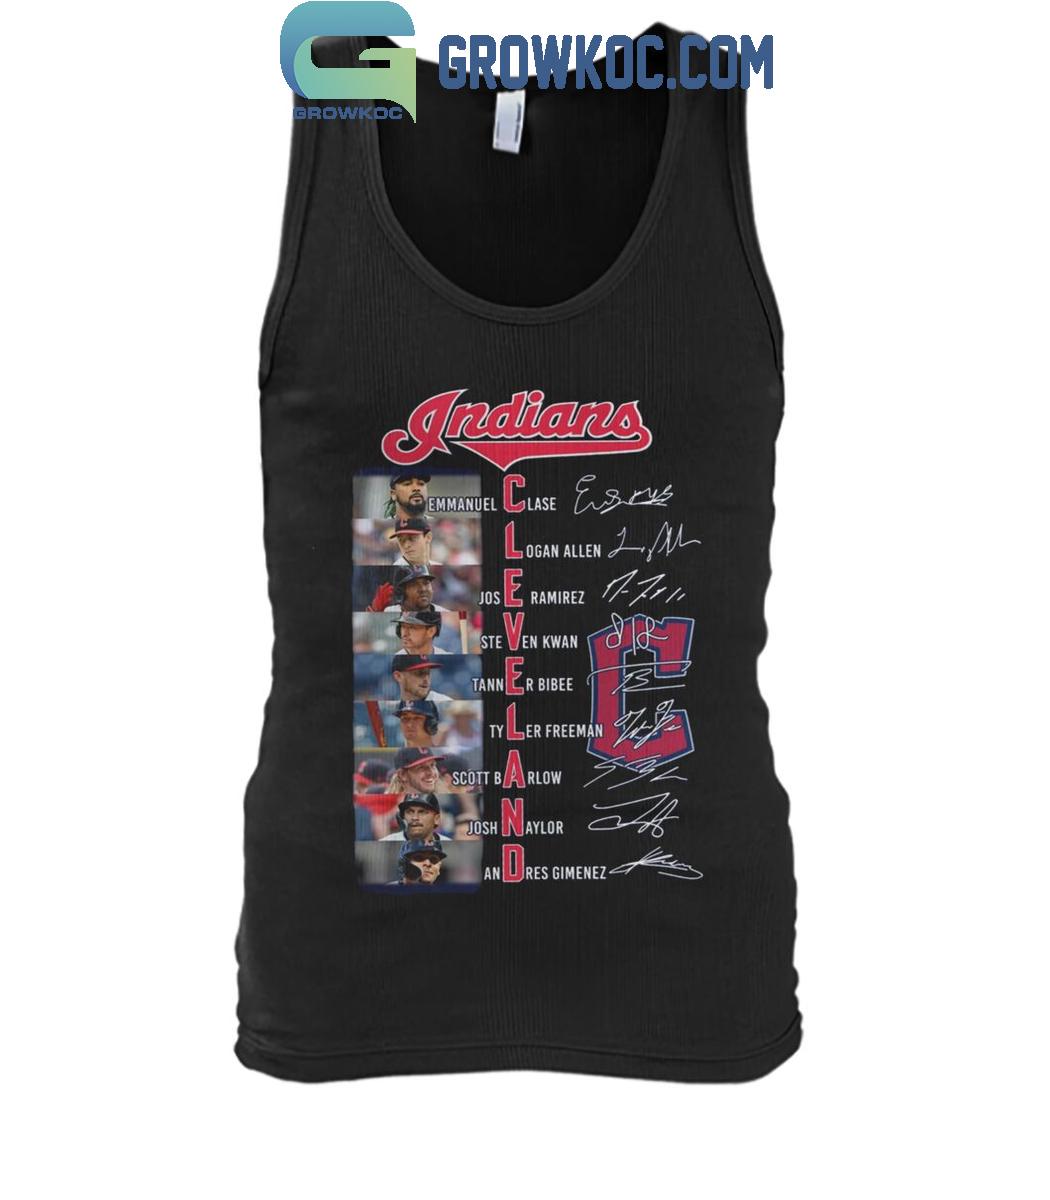 GROWKOC
GROWKOC.COM
Indians
EMMANUEL CLASE
LOGAN ALLEN
JOSE RAMIREZ
STEVEN KWAN
TANNER BIBEE
TYLER FREEMAN
SCOTT BARLOW
JOSH NAYLOR
ANDRES GIMENEZ
C